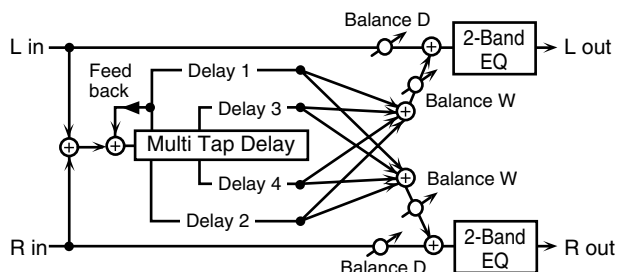 Balance D
L in
2-Band
EQ
L out
Feed
back
Delay 1
Balance W
Delay 3
Multi Tap Delay
Delay 4
Balance W
Delay 2
R in
2-Band
EQ
R out
Balance D